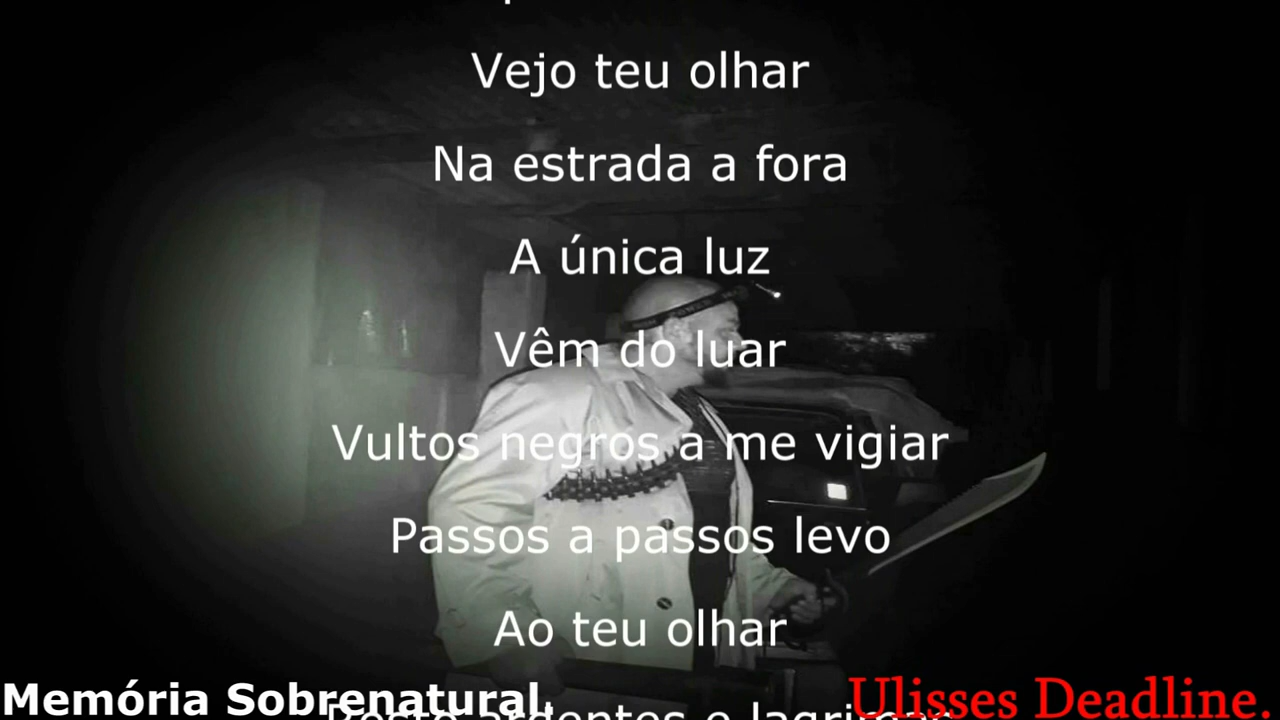 Vejo teu olhar
Na estrada a fora
A única luz
Vêm do luar
Vultos negros a me vigiar
Passos a passos levo
Ao teu olhar
Memória Sobrenatural.
Ulisses Deadline.